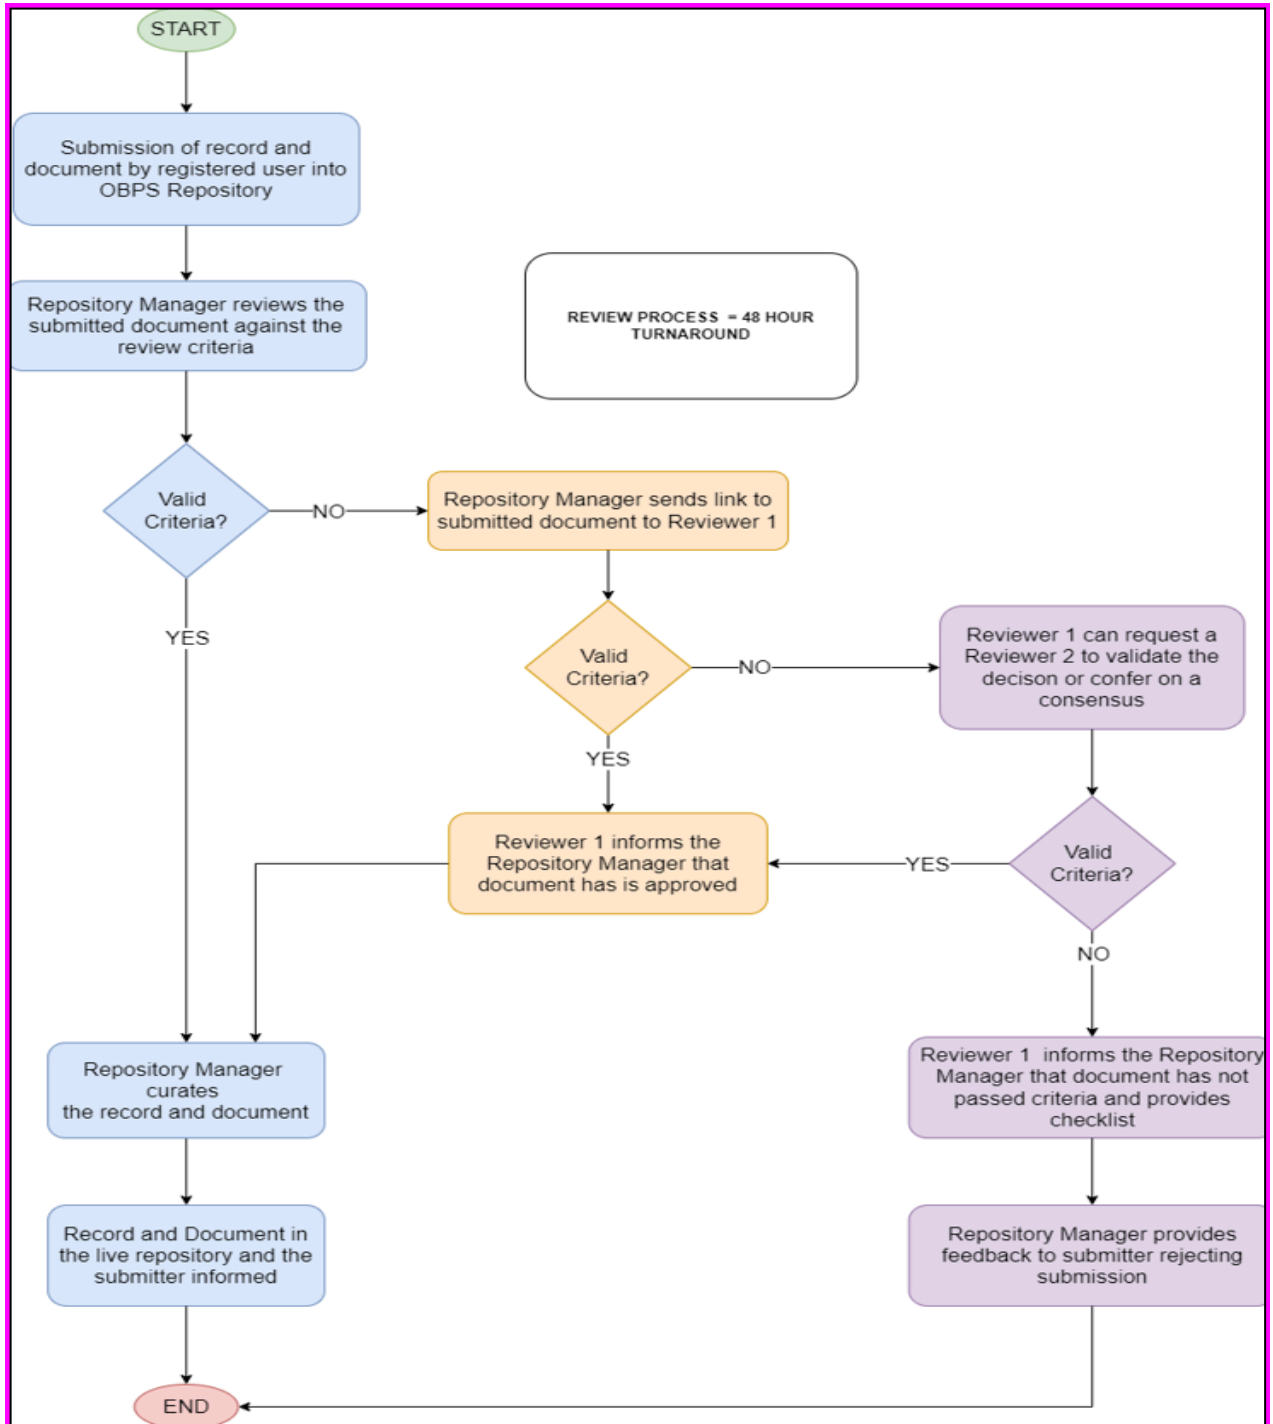 START
Submission of record and
document by registered user into
OBPS Repository
Repository Manager reviews the
submitted document against the
review criteria
REVIEW PROCESS = 48 HOUR
TURNAROUND
Valid
Criteria?
NO
Repository Manager sends link to
submitted document to Reviewer 1
YES
Valid
Criteria?
NO
Reviewer 1 can request a
Reviewer 2 to validate the
decison or confer on a
consensus
YES
Reviewer 1 informs the
Repository Manager that
document has is approved
YES
Valid
Criteria?
NO
Repository Manager
curates
the record and document
Reviewer 1 informs the Repository
Manager that document has not
passed criteria and provides
checklist
Record and Document in
the live repository and the
submitter informed
Repository Manager provides
feedback to submitter rejecting
submission
END